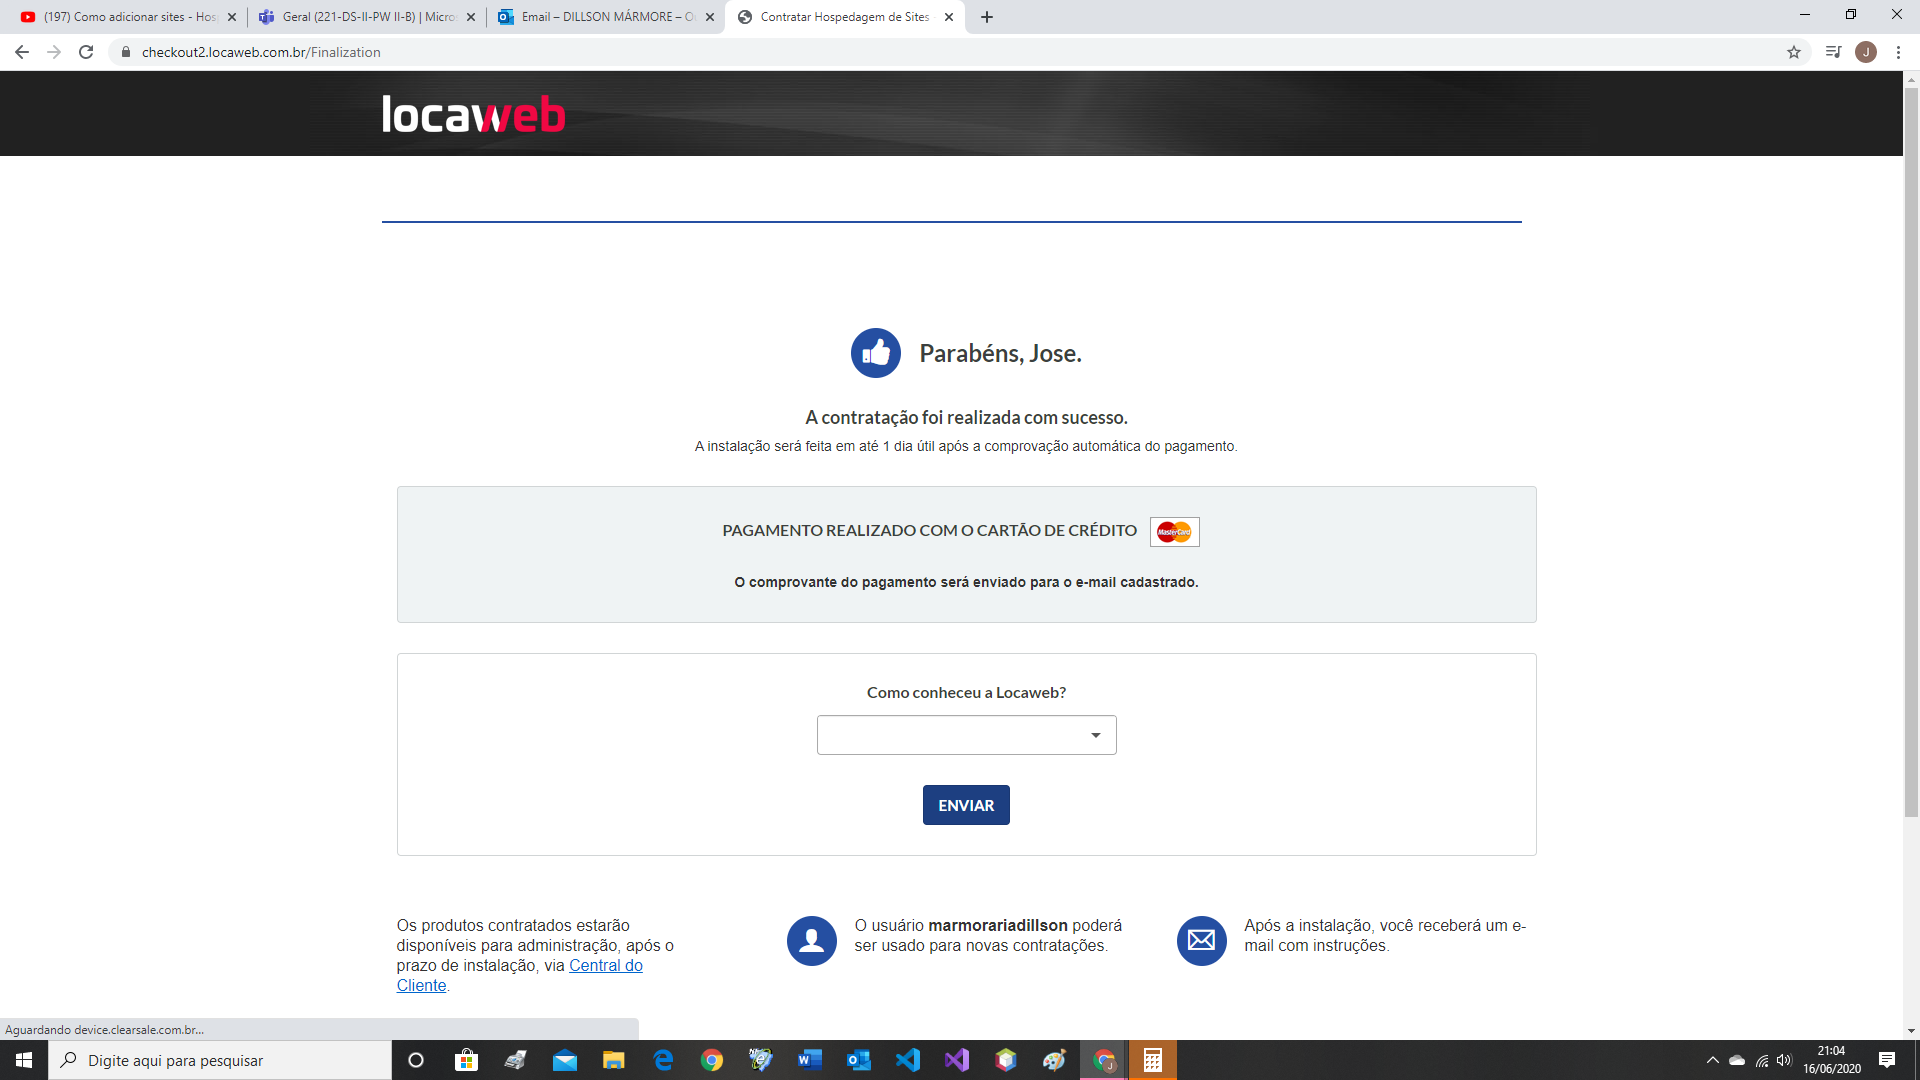 (197) Como adicionar sites - Hos
Geral (221-DS-II-PW II-B) | Micro
Email – DILLSON MÁRMORE – O
Contratar Hospedagem de Sites
checkout2.locaweb.com.br/Finalization
J
locaweb
Parabéns, Jose.
A contratação foi realizada com sucesso.
A instalação será feita em até 1 dia útil após a comprovação automática do pagamento.
PAGAMENTO REALIZADO COM O CARTÃO DE CRÉDITO
MasterCard
O comprovante do pagamento será enviado para o e-mail cadastrado.
Como conheceu a Locaweb?
ENVIAR
Os produtos contratados estarão
disponíveis para administração, após o
prazo de instalação, via Central do
Cliente.
O usuário marmorariadillson poderá
ser usado para novas contratações.
Após a instalação, você receberá um e-
mail com instruções.
Aguardando device.clearsale.com.br...
Digite aqui para pesquisar
21:04
16/06/2020